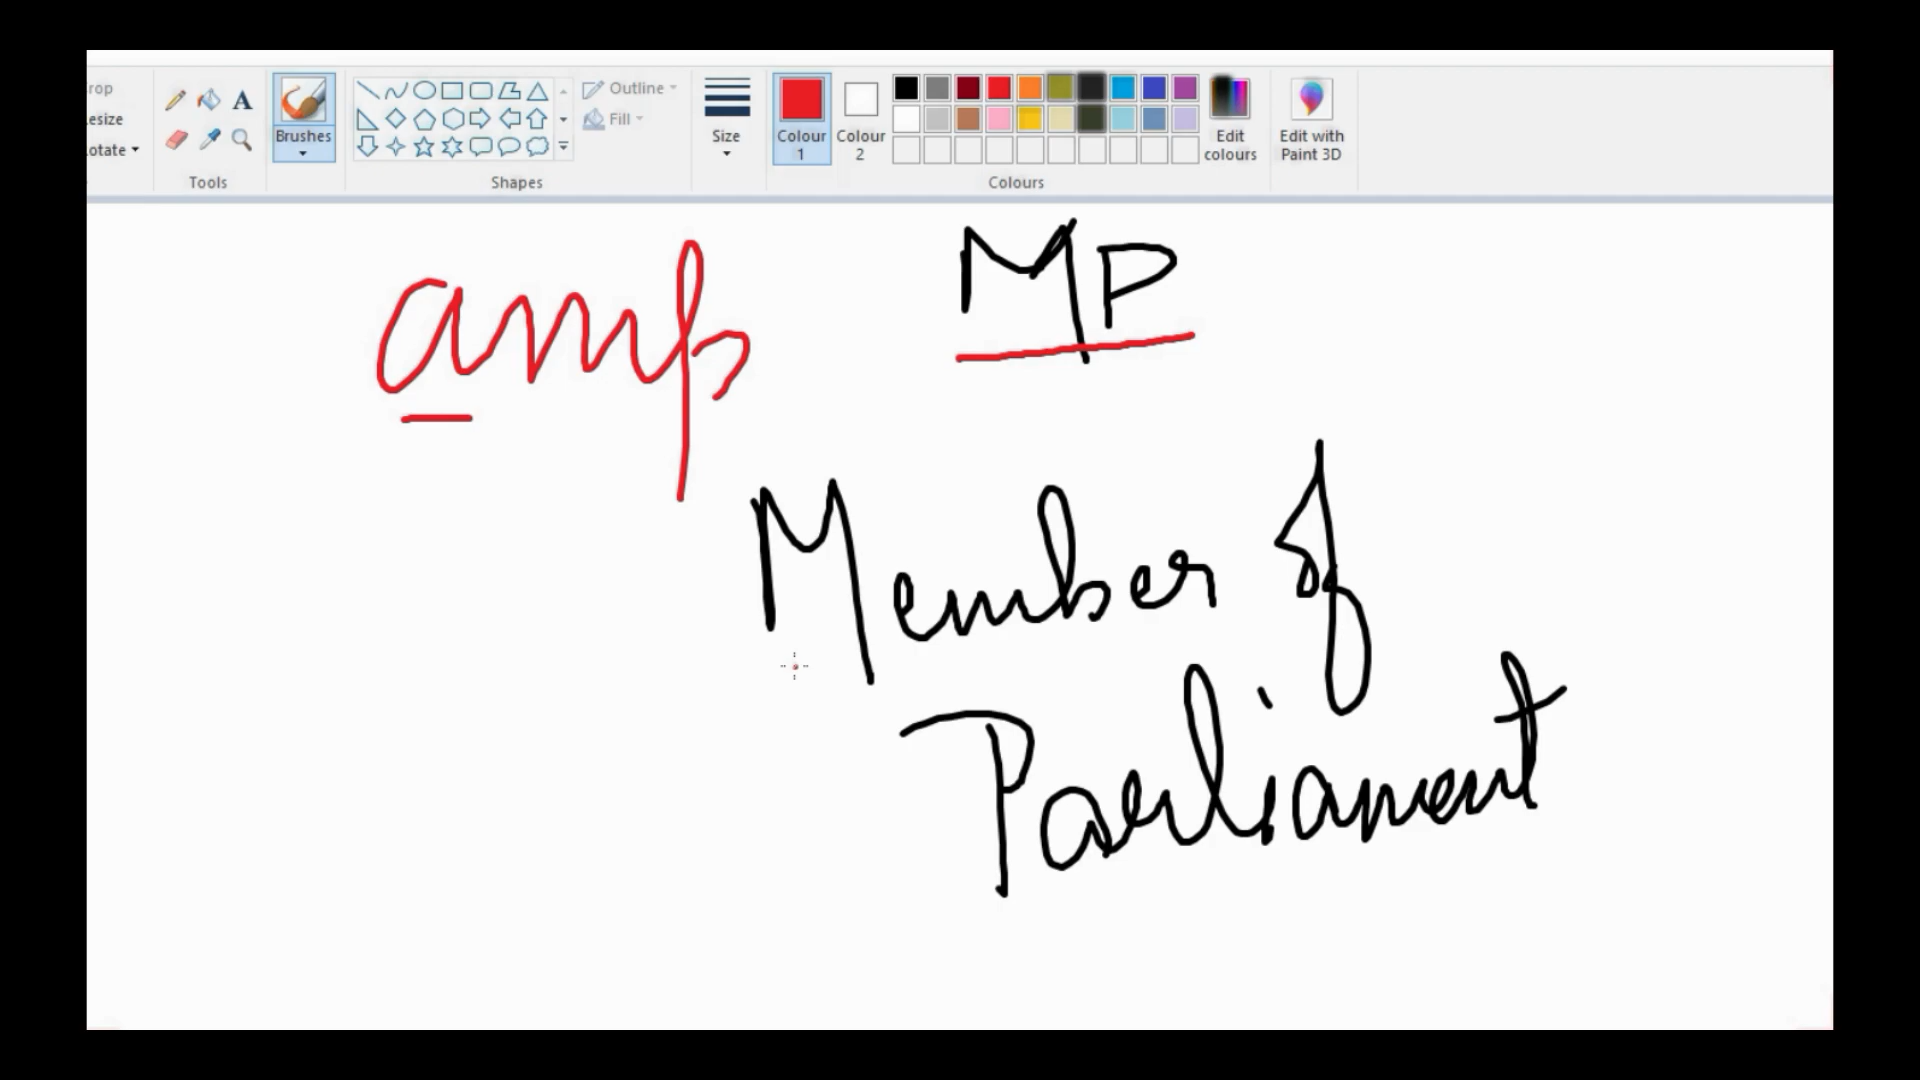 rop
esize
otate
Tools
Brushes
Shapes
Outline
Fill
Size
Colour 1
Colour 2
Colours
Edit colours
Edit with Paint 3D
amp
MP
Member of
Parliament